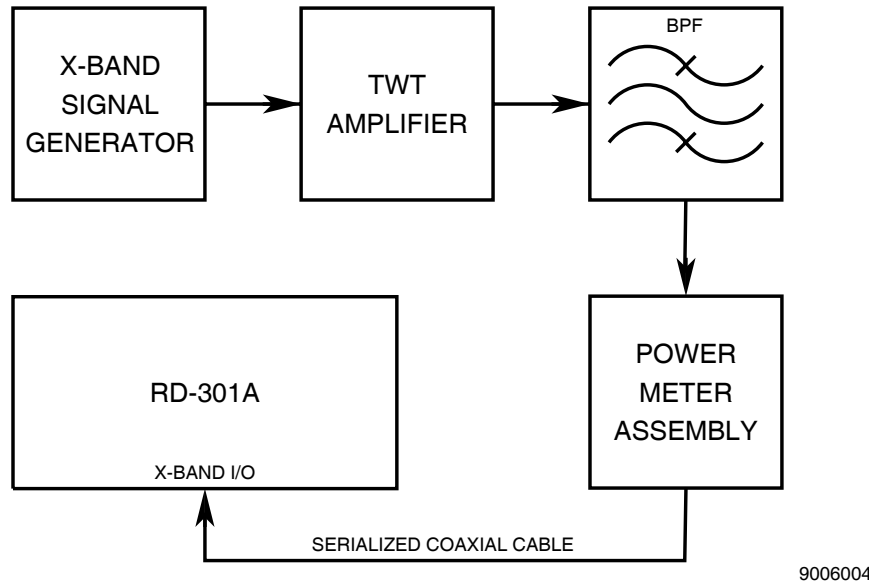 X-BAND
SIGNAL
GENERATOR
TWT
AMPLIFIER
BPF
RD-301A
X-BAND I/O
POWER
METER
ASSEMBLY
SERIALIZED COAXIAL CABLE
9006004